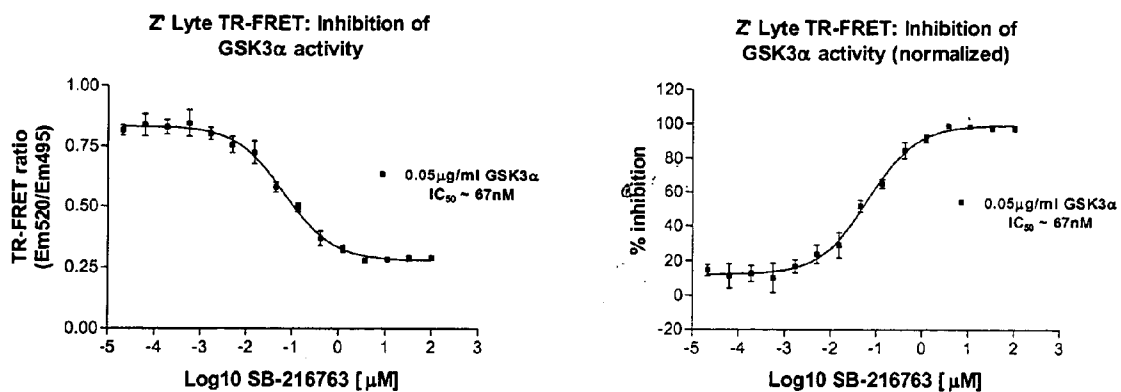 Z' Lyte TR-FRET: Inhibition of
GSK3α activity
1.00
0.75
0.50
0.25
0.00
TR-FRET ratio
(Em520/Em495)
-5 -4 -3 -2 -1 0 1 2 3
Log10 SB-216763 [ μM]
0.05μg/ml GSK3α
IC50 ~ 67nM
Z' Lyte TR-FRET: Inhibition of
GSK3α activity (normalized)
120
100
80
60
40
20
0
-20
% inhibition
-5 -4 -3 -2 -1 0 1 2 3
Log10 SB-216763 [ μM]
0.05μg/ml GSK3α
IC50 ~ 67nM